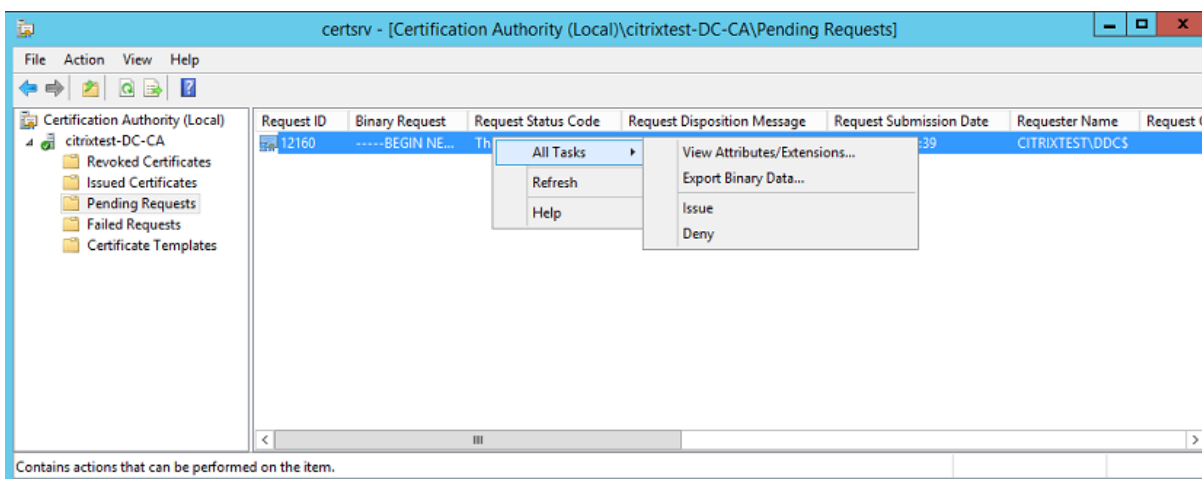 certsrv - [Certification Authority (Local)\citrixtest-DC-CA\Pending Requests]
File Action View Help
Certification Authority (Local)
citrixtest-DC-CA
Revoked Certificates
Issued Certificates
Pending Requests
Failed Requests
Certificate Templates
Request ID Binary Request Request Status Code Request Disposition Message Request Submission Date Requester Name Request
12160 -----BEGIN NE... Th :39 CITRIXTEST\DDC$
All Tasks
Refresh
Help
View Attributes/Extensions...
Export Binary Data...
Issue
Deny
Contains actions that can be performed on the item.